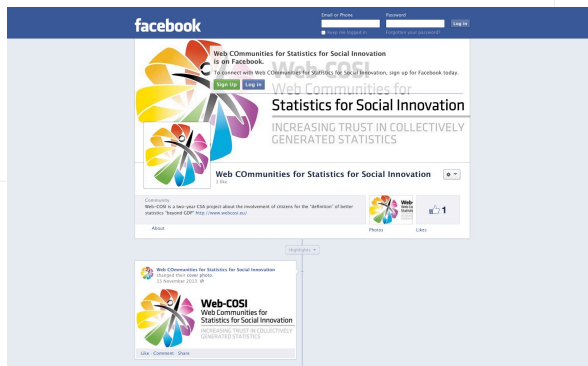 facebook
Email or Phone
Password
Log In
Keep me logged in
Forgotten your password?
Web COmmunities for Statistics for Social Innovation
is on Facebook.
To connect with Web COmmunities for Statistics for Social Innovation, sign up for Facebook today.
Sign Up
Log In
Web-COSI
Web Communities for
Statistics for Social Innovation
INCREASING TRUST IN COLLECTIVELY
GENERATED STATISTICS
Web COmmunities for Statistics for Social Innovation
1 like
Community
Web-COSI is a two-year CSA project about the involvement of citizens for the "definition" of better
statistics "beyond GDP" http://www.webcosi.eu/
About
Web-
Web Co
Statisti
Photos
1
Likes
Highlights
Web COmmunities for Statistics for Social Innovation
changed their cover photo.
13 November 2013
Web-COSI
Web Communities for
Statistics for Social Innovation
INCREASING TRUST IN COLLECTIVELY
GENERATED STATISTICS
Like · Comment · Share